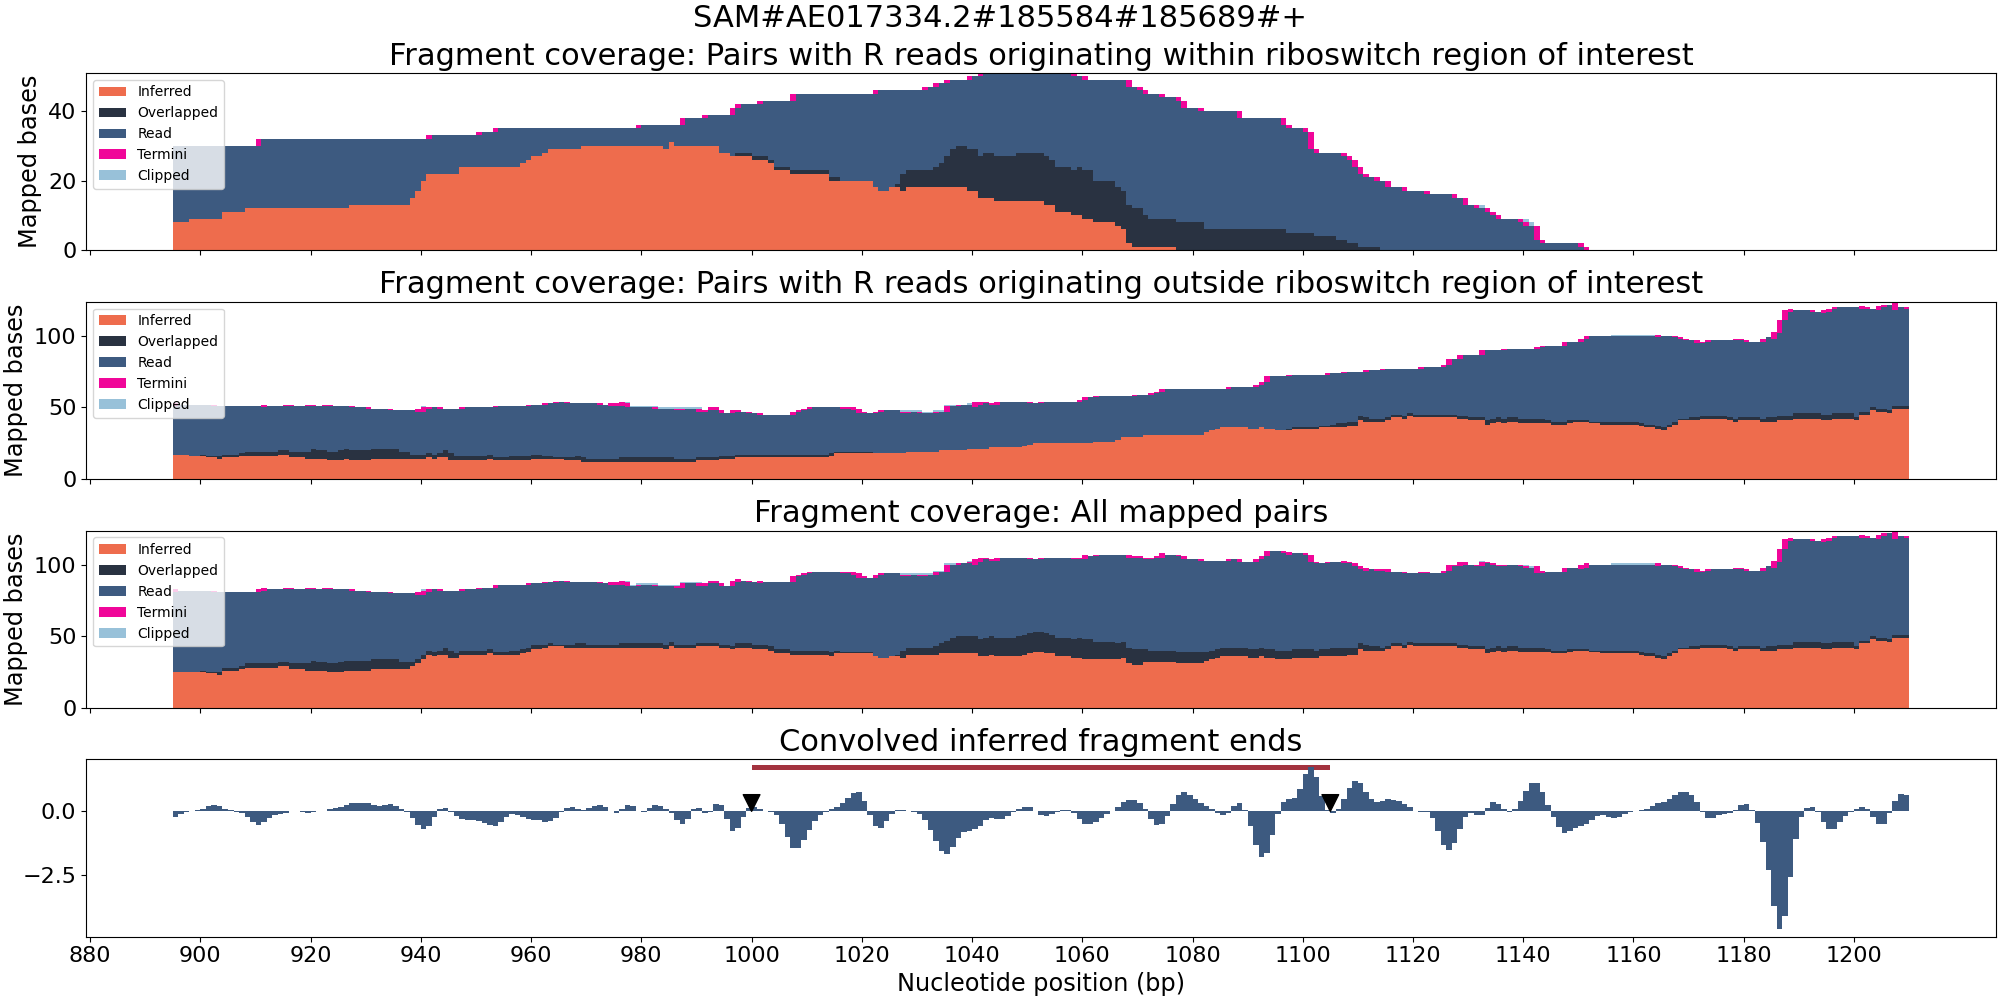 SAM#AE017334.2#185584#185689#+
Fragment coverage: Pairs with R reads originating within riboswitch region of interest
Mapped bases
40
20
0
Inferred
Overlapped
Read
Termini
Clipped
Fragment coverage: Pairs with R reads originating outside riboswitch region of interest
Mapped bases
100
50
0
Inferred
Overlapped
Read
Termini
Clipped
Fragment coverage: All mapped pairs
Mapped bases
100
50
0
Inferred
Overlapped
Read
Termini
Clipped
Convolved inferred fragment ends
0.0
−2.5
880 900 920 940 960 980 1000 1020 1040 1060 1080 1100 1120 1140 1160 1180 1200
Nucleotide position (bp)